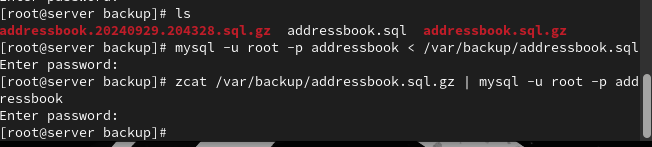 [root@server backup]# ls
addressbook.20240929.204328.sql.gz  addressbook.sql  addressbook.sql.gz
[root@server backup]# mysql -u root -p addressbook < /var/backup/addressbook.sql
Enter password:
[root@server backup]# zcat /var/backup/addressbook.sql.gz | mysql -u root -p add
ressbook
Enter password:
[root@server backup]#